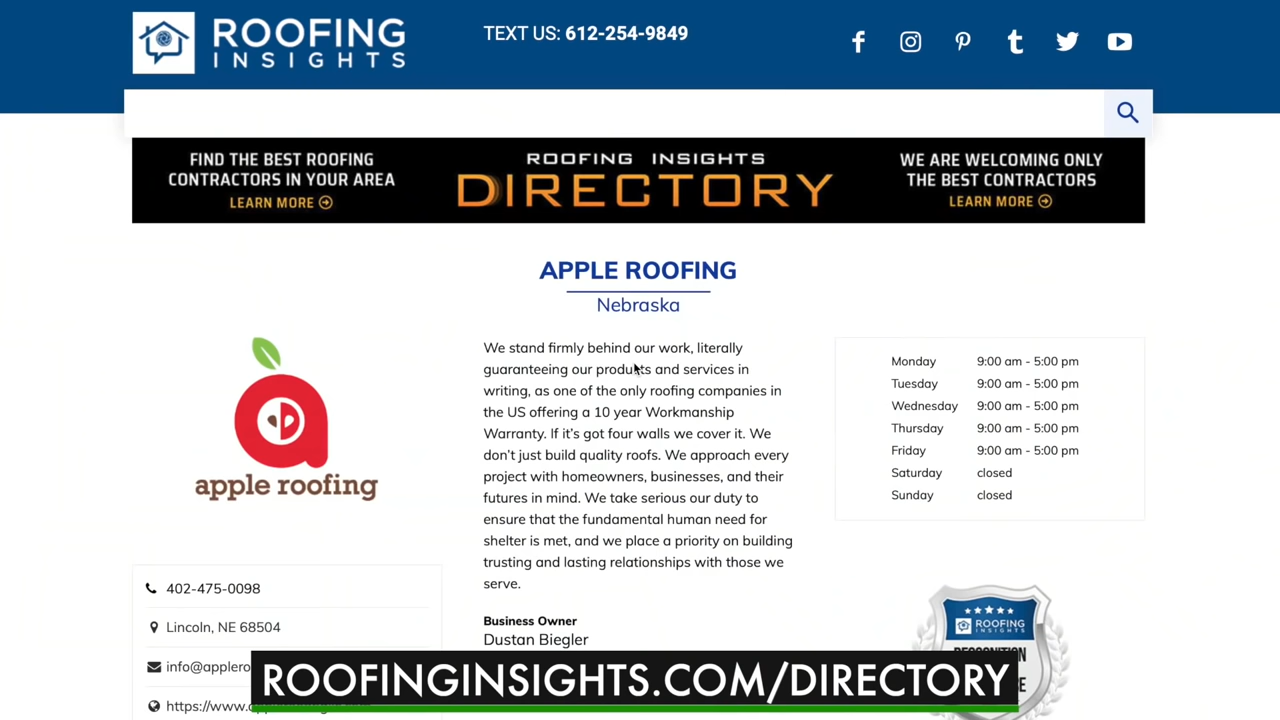 ROOFING
INSIGHTS
TEXT US: 612-254-9849
FIND THE BEST ROOFING
CONTRACTORS IN YOUR AREA
LEARN MORE
ROOFING INSIGHTS
DIRECTORY
WE ARE WELCOMING ONLY
THE BEST CONTRACTORS
LEARN MORE
APPLE ROOFING
Nebraska
apple roofing
402-475-0098
Lincoln, NE 68504
We stand firmly behind our work, literally
guaranteeing our products and services in
writing, as one of the only roofing companies in
the US offering a 10 year Workmanship
Warranty. If it's got four walls we cover it. We
don't just build quality roofs. We approach every
project with homeowners, businesses, and their
futures in mind. We take serious our duty to
ensure that the fundamental human need for
shelter is met, and we place a priority on building
trusting and lasting relationships with those we
serve.
Business Owner
Dustan Biegler
Monday 9:00 am - 5:00 pm
Tuesday 9:00 am - 5:00 pm
Wednesday 9:00 am - 5:00 pm
Thursday 9:00 am - 5:00 pm
Friday 9:00 am - 5:00 pm
Saturday closed
Sunday closed
ROOFING
INSIGHTS
ROOFINGINSIGHTS.COM/DIRECTORY